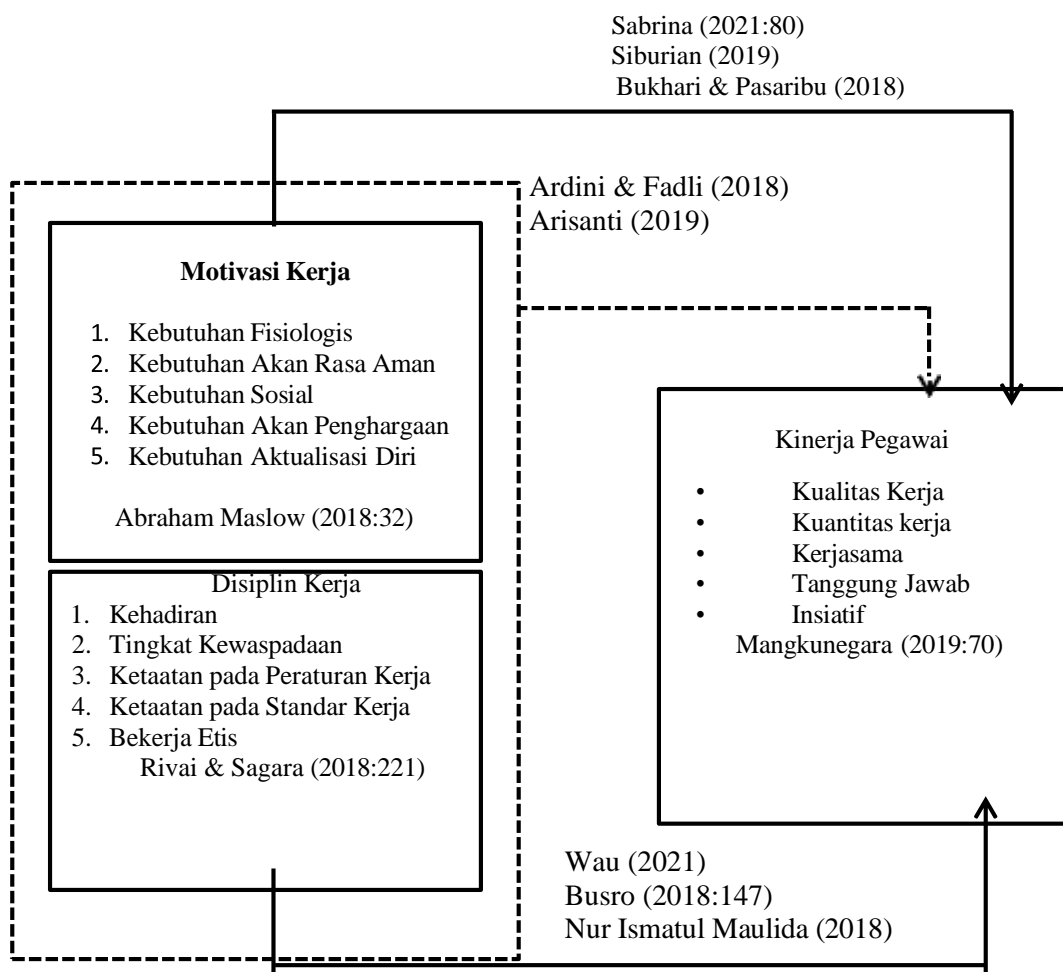 Sabrina (2021:80)
Siburian (2019)
Bukhari & Pasaribu (2018)
Ardini & Fadli (2018)
Arisanti (2019)
Motivasi Kerja
1. Kebutuhan Fisiologis
2. Kebutuhan Akan Rasa Aman
3. Kebutuhan Sosial
4. Kebutuhan Akan Penghargaan
5. Kebutuhan Aktualisasi Diri
Abraham Maslow (2018:32)
Disiplin Kerja
1. Kehadiran
2. Tingkat Kewaspadaan
3. Ketaatan pada Peraturan Kerja
4. Ketaatan pada Standar Kerja
5. Bekerja Etis
Rivai & Sagara (2018:221)
Kinerja Pegawai
• Kualitas Kerja
• Kuantitas kerja
• Kerjasama
• Tanggung Jawab
• Insiatif
Mangkunegara (2019:70)
Wau (2021)
Busro (2018:147)
Nur Ismatul Maulida (2018)